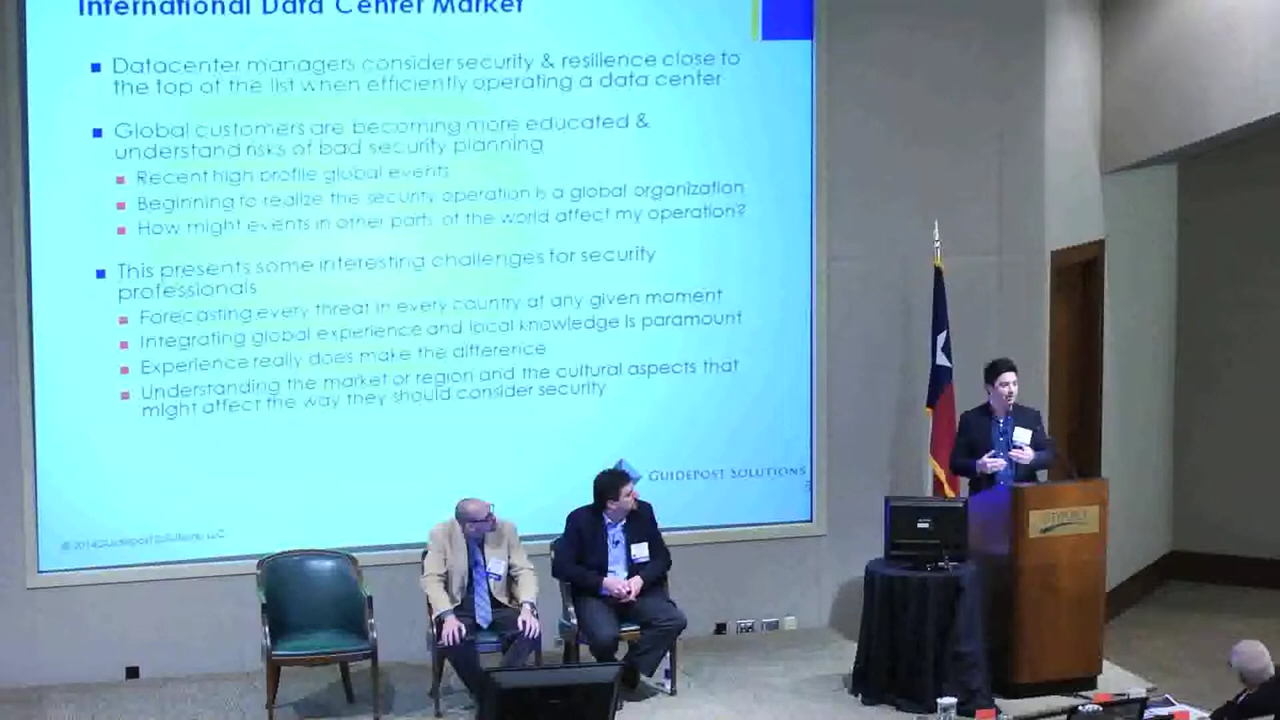 International Data Center Market
Datacenter managers consider security & resilience close to
the top of the list when efficiently operating a data center
Global customers are becoming more educated &
understand risks of bad security planning
Recent high profile global events
Beginning to realize the security operation is a global organization
How might events in other parts of the world affect my operation?
This presents some interesting challenges for security
professionals
Forecasting every threat in every country at any given moment
Integrating global experience and local knowledge is paramount
Experience really does make the difference
Understanding the market or region and the cultural aspects that
might affect the way they should consider security
GUIDEPOST SOLUTIONS
© 2014 Guidepost Solutions, LLC